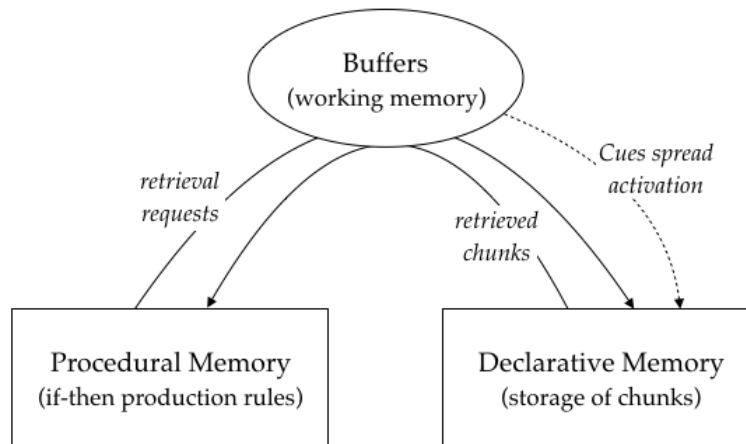 Buffers
(working memory)
retrieval
requests
retrieved
chunks
Cues spread
activation
Procedural Memory
(if-then production rules)
Declarative Memory
(storage of chunks)